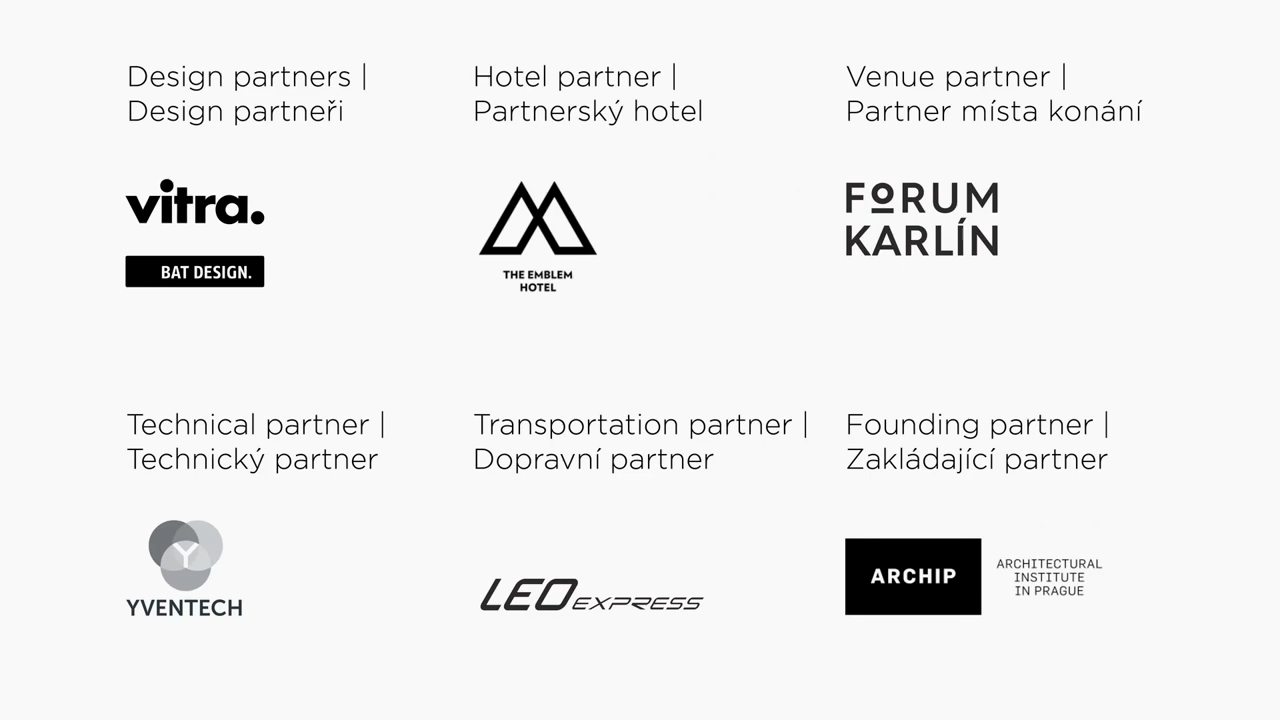 Design partners |
Design partneři
vitra.
BAT DESIGN.
Hotel partner |
Partnerský hotel
THE EMBLEM
HOTEL
Venue partner |
Partner místa konání
FORUM
KARLÍN
Technical partner |
Technický partner
Y
YVENTECH
Transportation partner |
Dopravní partner
LEO EXPRESS
Founding partner |
Zakládající partner
ARCHIP
ARCHITECTURAL
INSTITUTE
IN PRAGUE